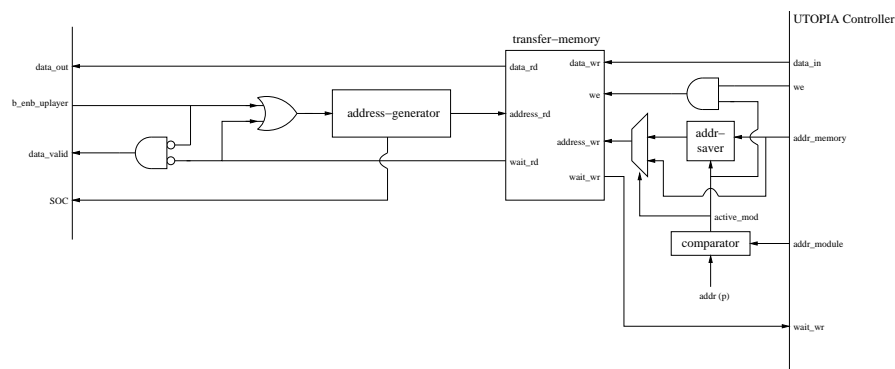 UTOPIA Controller
transfer−memory
data_out
data_rd
data_wr
data_in
b_enb_uplayer
we
we
address−generator
address_rd
addr−
saver
addr_memory
address_wr
data_valid
wait_rd
wait_wr
SOC
active_mod
comparator
addr_module
addr (p)
wait_wr